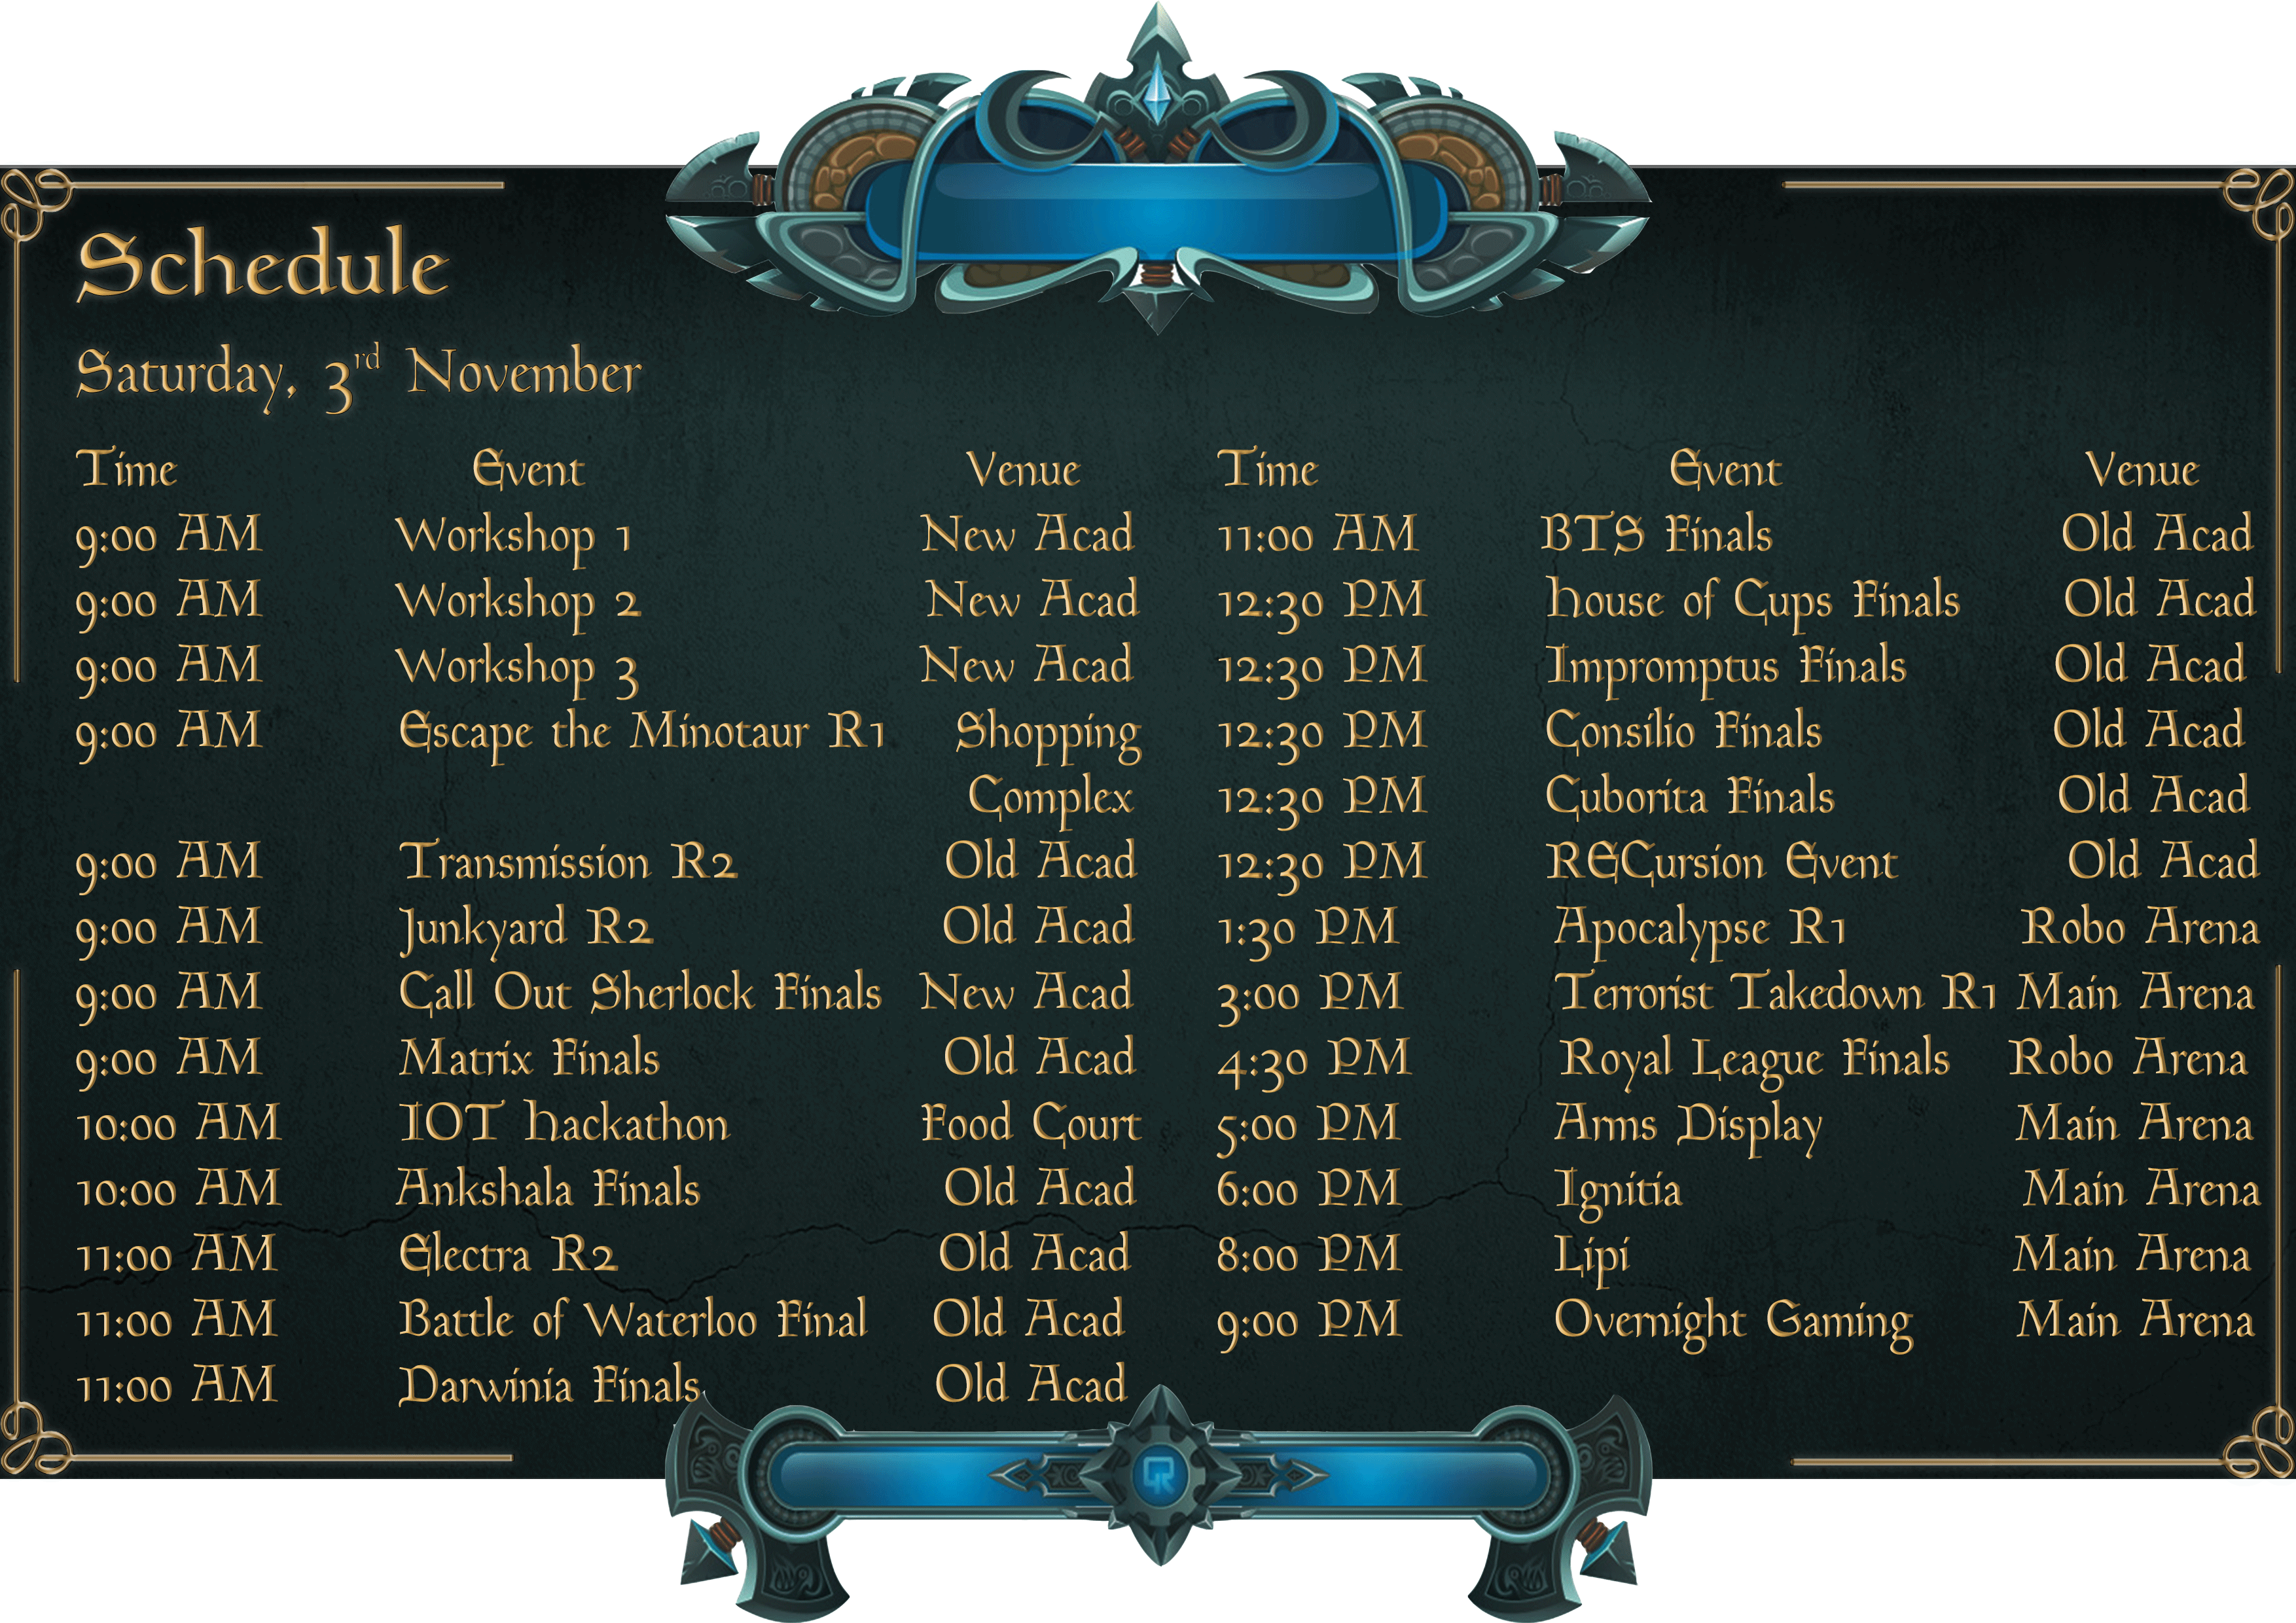 Schedule
Saturday, 3rd November
Time Event Venue
9:00 AM Workshop 1 New Acad
9:00 AM Workshop 2 New Acad
9:00 AM Workshop 3 New Acad
9:00 AM Escape the Minotaur R1 Shopping
Complex
9:00 AM Transmission R2 Old Acad
9:00 AM Junkyard R2 Old Acad
9:00 AM Call Out Sherlock Finals New Acad
9:00 AM Matrix Finals Old Acad
10:00 AM IOT Hackathon Food Court
10:00 AM Ankshala Finals Old Acad
11:00 AM Electra R2 Old Acad
11:00 AM Battle of Waterloo Final Old Acad
11:00 AM Darwinia Finals Old Acad
Time Event Venue
11:00 AM BTS Finals Old Acad
12:30 PM House of Cups Finals Old Acad
12:30 PM Impromptus Finals Old Acad
12:30 PM Consilio Finals Old Acad
12:30 PM Cuborita Finals Old Acad
12:30 PM RECursion Event Old Acad
1:30 PM Apocalypse R1 Robo Arena
3:00 PM Terrorist Takedown R1 Main Arena
4:30 PM Royal League Finals Robo Arena
5:00 PM Arms Display Main Arena
6:00 PM Ignitia Main Arena
8:00 PM Lipi Main Arena
9:00 PM Overnight Gaming Main Arena